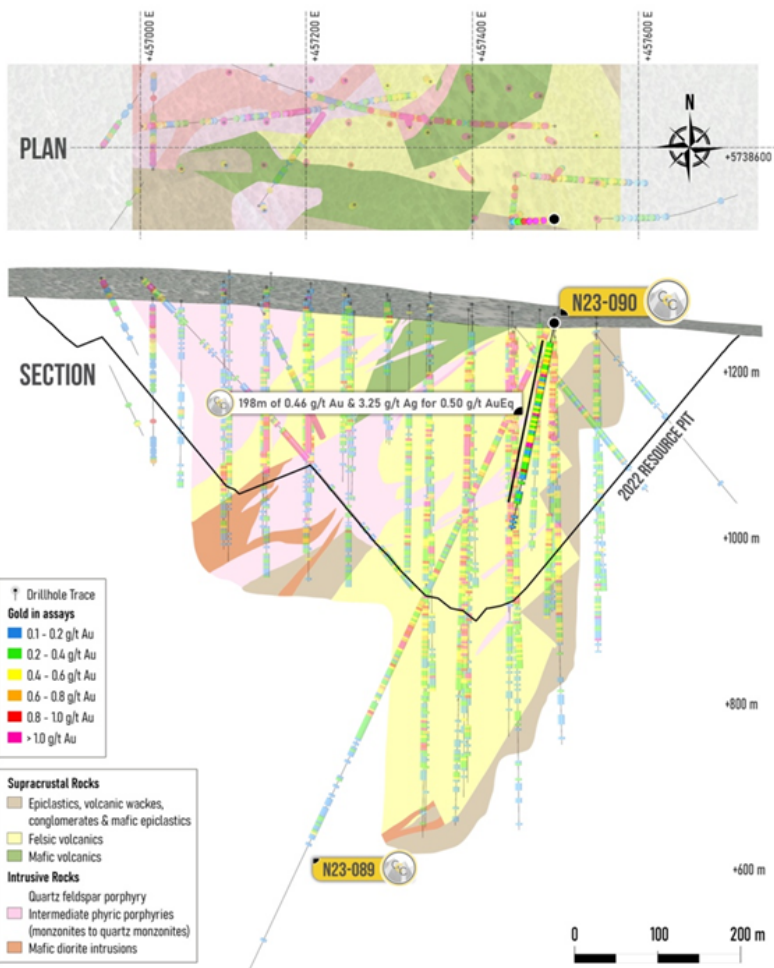 +457000 E
+457200 E
+457400 E
+457600 E
PLAN
N
+5738600
N23-090
SECTION
+1200 m
198m of 0.46 g/t Au & 3.25 g/t Ag for 0.50 g/t AuEq
2022 RESOURCE PIT
+1000 m
Drillhole Trace
Gold in assays
0.1 - 0.2 g/t Au
0.2 - 0.4 g/t Au
0.4 - 0.6 g/t Au
0.6 - 0.8 g/t Au
0.8 - 1.0 g/t Au
> 1.0 g/t Au
+800 m
Supracrustal Rocks
Epiclastics, volcanic wackes,
conglomerates & mafic epiclastics
Felsic volcanics
Mafic volcanics
Intrusive Rocks
Quartz feldspar porphyry
Intermediate phyric porphyries
(monzonites to quartz monzonites)
Mafic diorite intrusions
N23-089
+600 m
0 100 200 m